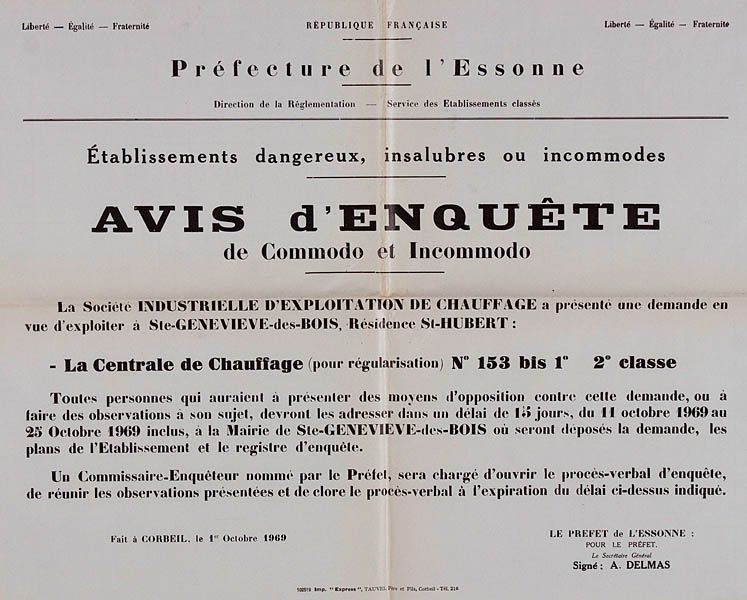 Liberté — Égalité — Fraternité RÉPUBLIQUE FRANÇAISE Liberté — Égalité — Fraternité
Préfecture de l'Essonne
Direction de la Réglementation — Service des Etablissements classés
Établissements dangereux, insalubres ou incommodes
AVIS d'ENQUÊTE
de Commodo et Incommodo
La Société INDUSTRIELLE D'EXPLOITATION DE CHAUFFAGE a présenté une demande en
vue d'exploiter à Ste-GENEVIEVE-des-BOIS, Résidence St-HUBERT :
- La Centrale de Chauffage (pour régularisation) N° 153 bis 1° 2° classe
Toutes personnes qui auraient à présenter des moyens d'opposition contre cette demande, ou à
faire des observations à son sujet, devront les adresser dans un délai de 15 jours, du 11 octobre 1969 au
25 Octobre 1969 inclus, à la Mairie de Ste-GENEVIEVE-des-BOIS où seront deposés la demande, les
plans de l'Etablissement et le registre d'enquête.
Un Commissaire-Enquêteur nommé par le Préfet, sera chargé d'ouvrir le procès-verbal d'enquête,
de réunir les observations présentées et de clore le procès-verbal à l'expiration du délai ci-dessus indiqué.
Fait à CORBEIL, le 1er Octobre 1969
LE PREFET de L'ESSONNE :
POUR LE PRÉFET.
Le Secrétaire Général
Signé : A. DELMAS
102519 Imp. "Express", TAUVEL Père et Fils, Corbeil - Tél. 216